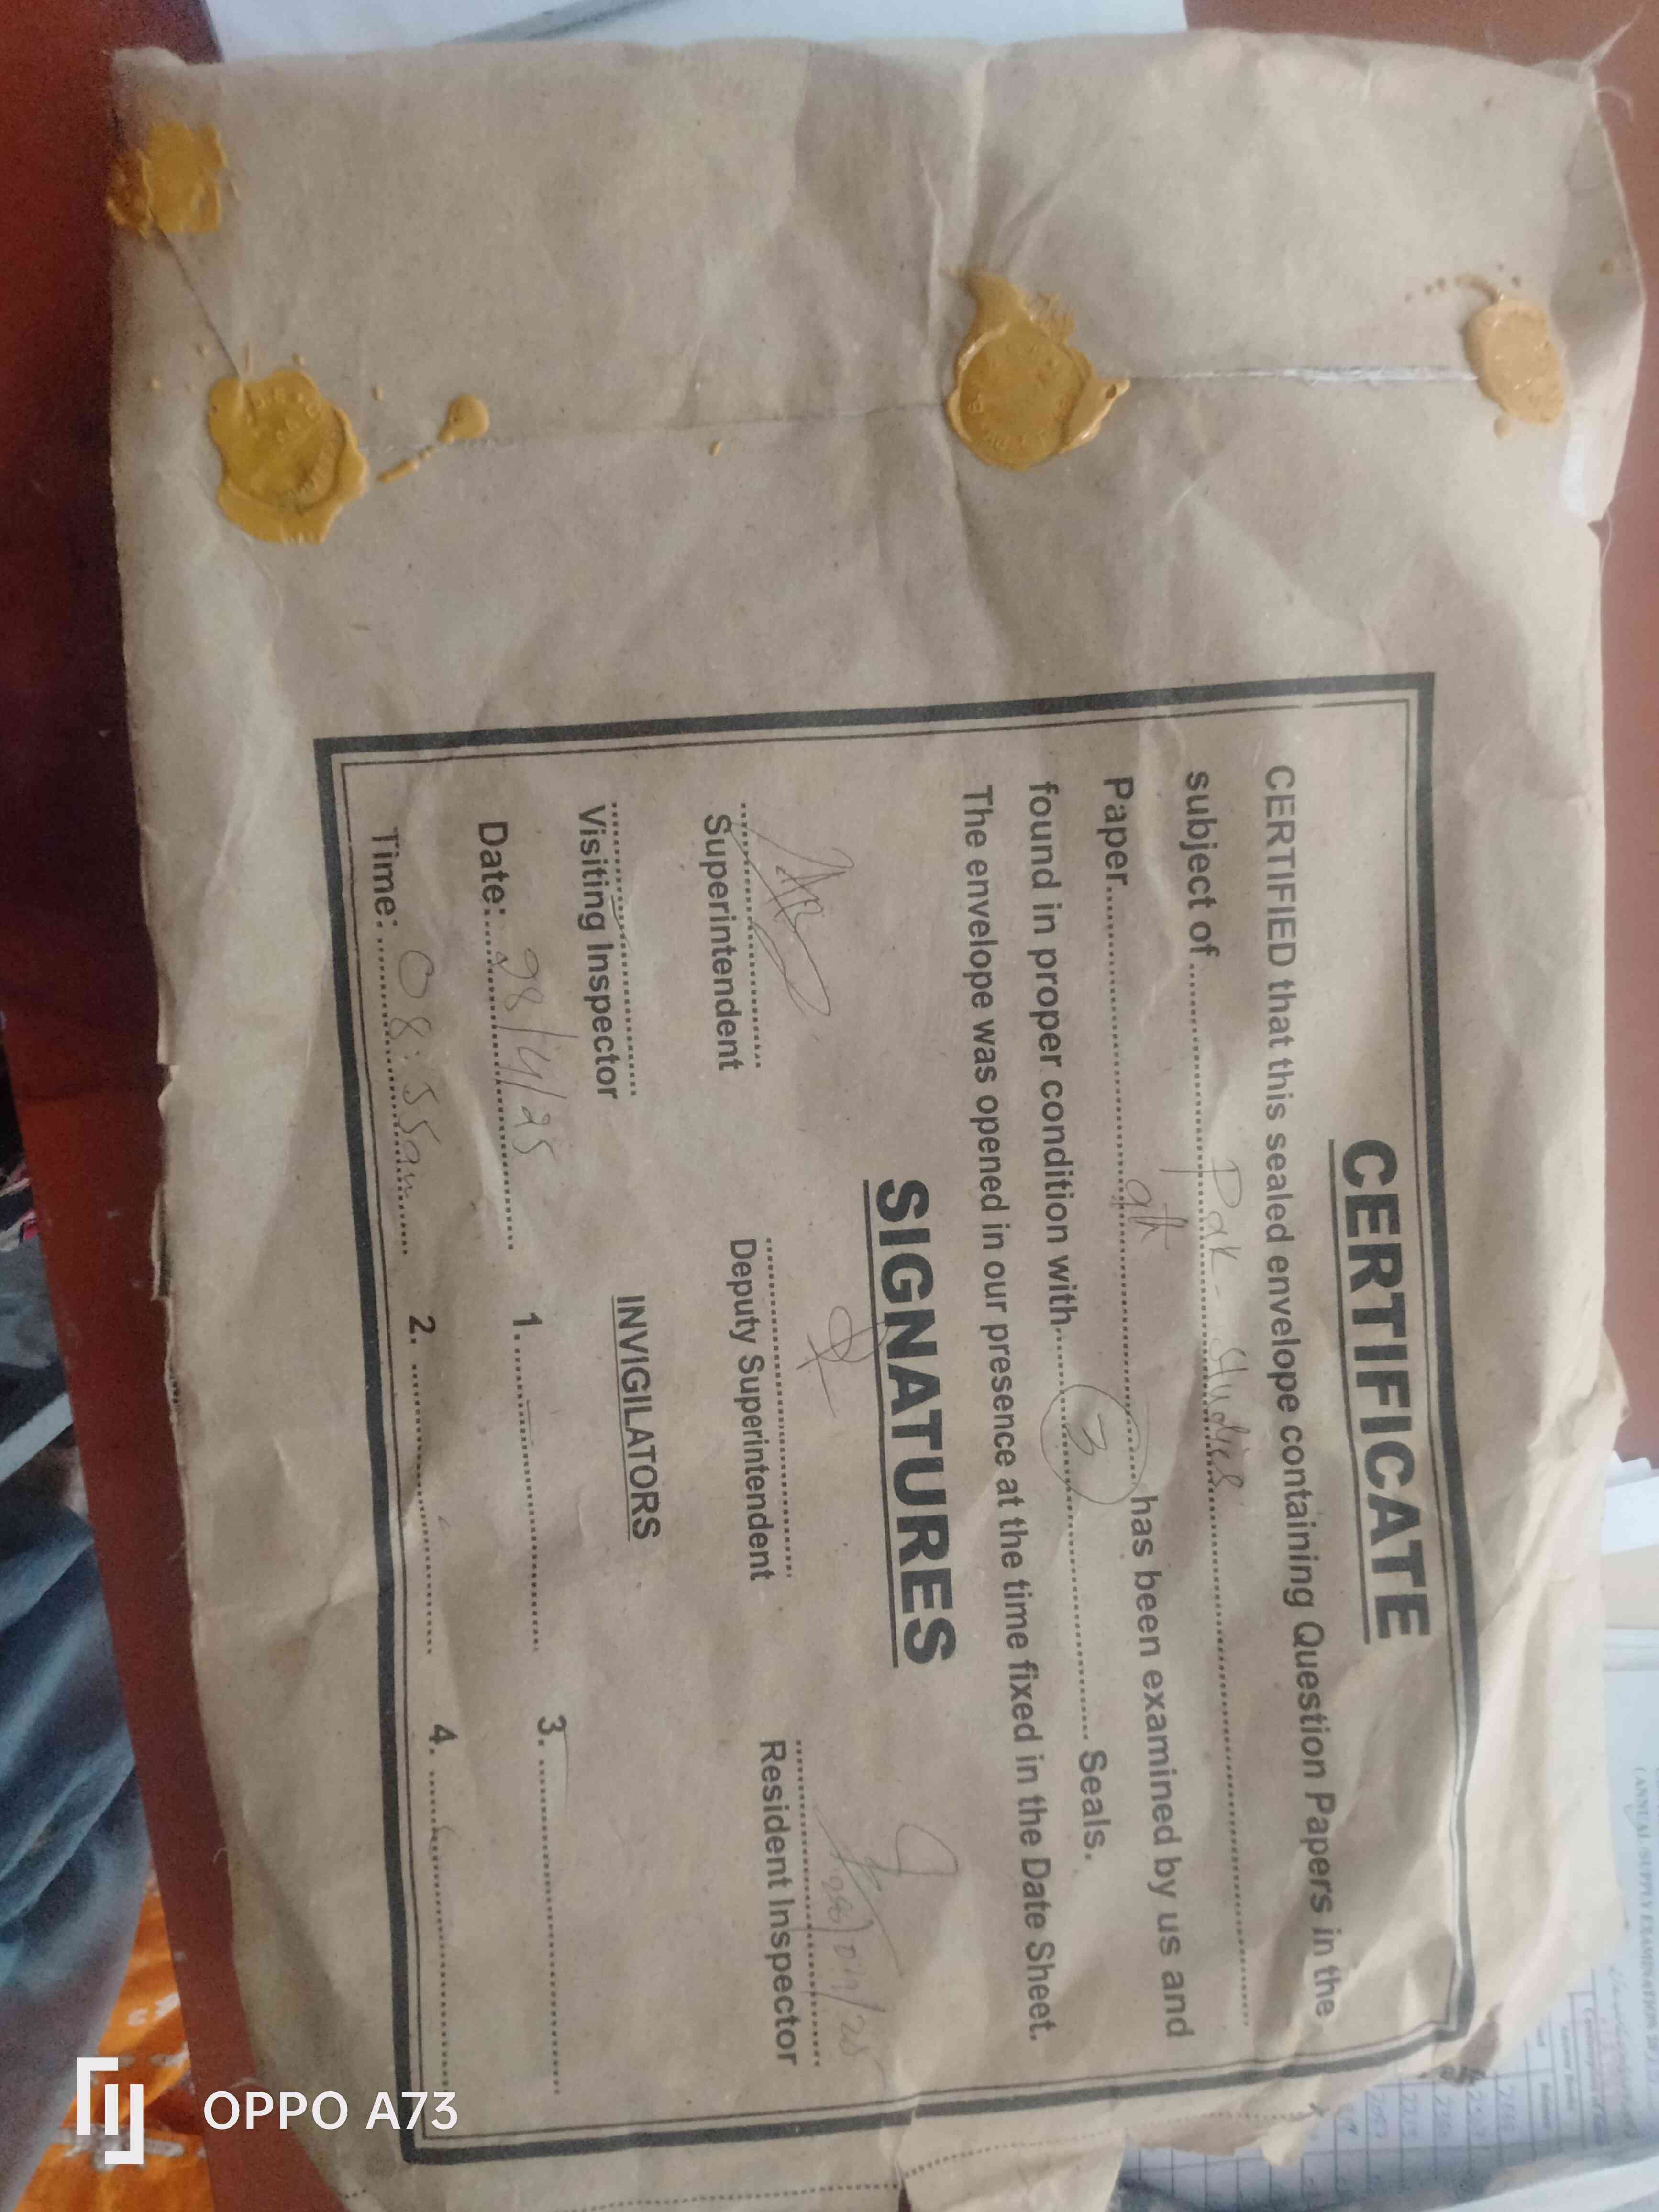 CERTIFICATE
CERTIFIED that this sealed envelope containing Question Papers in the
subject of.......Pak-Studies.......
Paper.......9th.......has been examined by us and
found in proper condition with.......3.......Seals.
The envelope was opened in our presence at the time fixed in the Date Sheet.
SIGNATURES
Superintendent Deputy Superintendent Resident Inspector
Visiting Inspector
INVIGILATORS
Date:28/4/25 1. 3.
Time:08:55am 2. 4.
OPPO A73